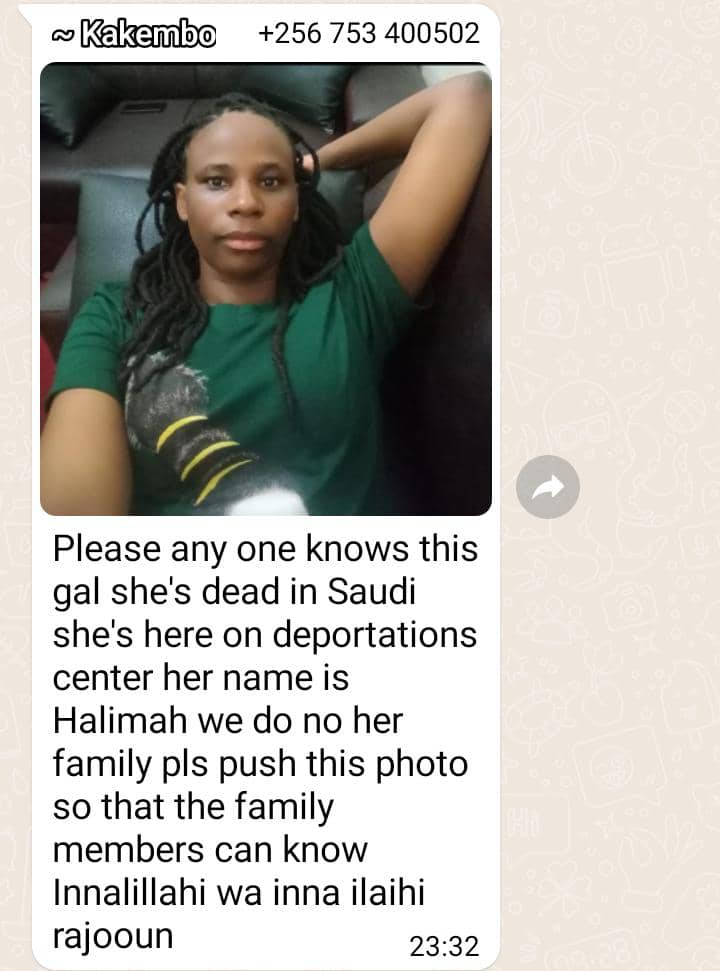 ~ Kakembo +256 753 400502
Please any one knows this
gal she's dead in Saudi
she's here on deportations
center her name is
Halimah we do no her
family pls push this photo
so that the family
members can know
Innalillahi wa inna ilaihi
rajooun
23:32